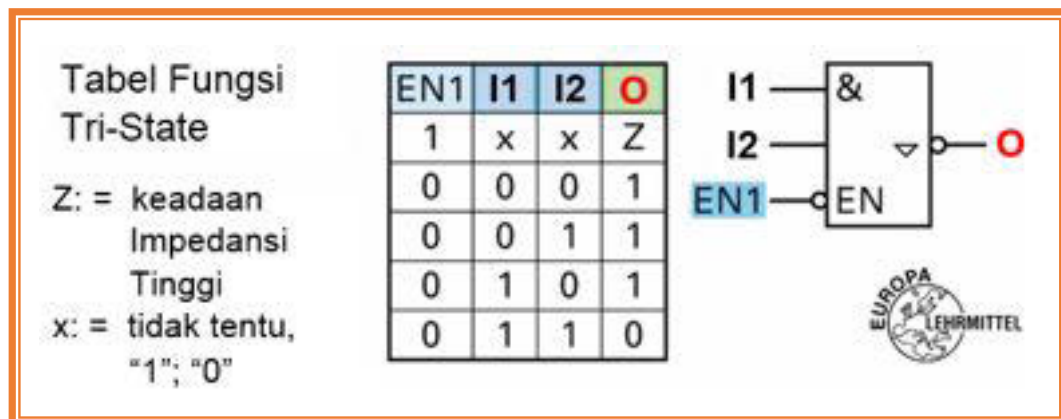 Tabel Fungsi
Tri-State
Z: = keadaan
Impedansi
Tinggi
x: = tidak tentu,
"1"; "0"
EN1 I1 I2 O
1 x x Z
0 0 0 1
0 0 1 1
0 1 0 1
0 1 1 0
I1 &
I2 O
EN1 EN
EUROPA
LEHRMITTEL